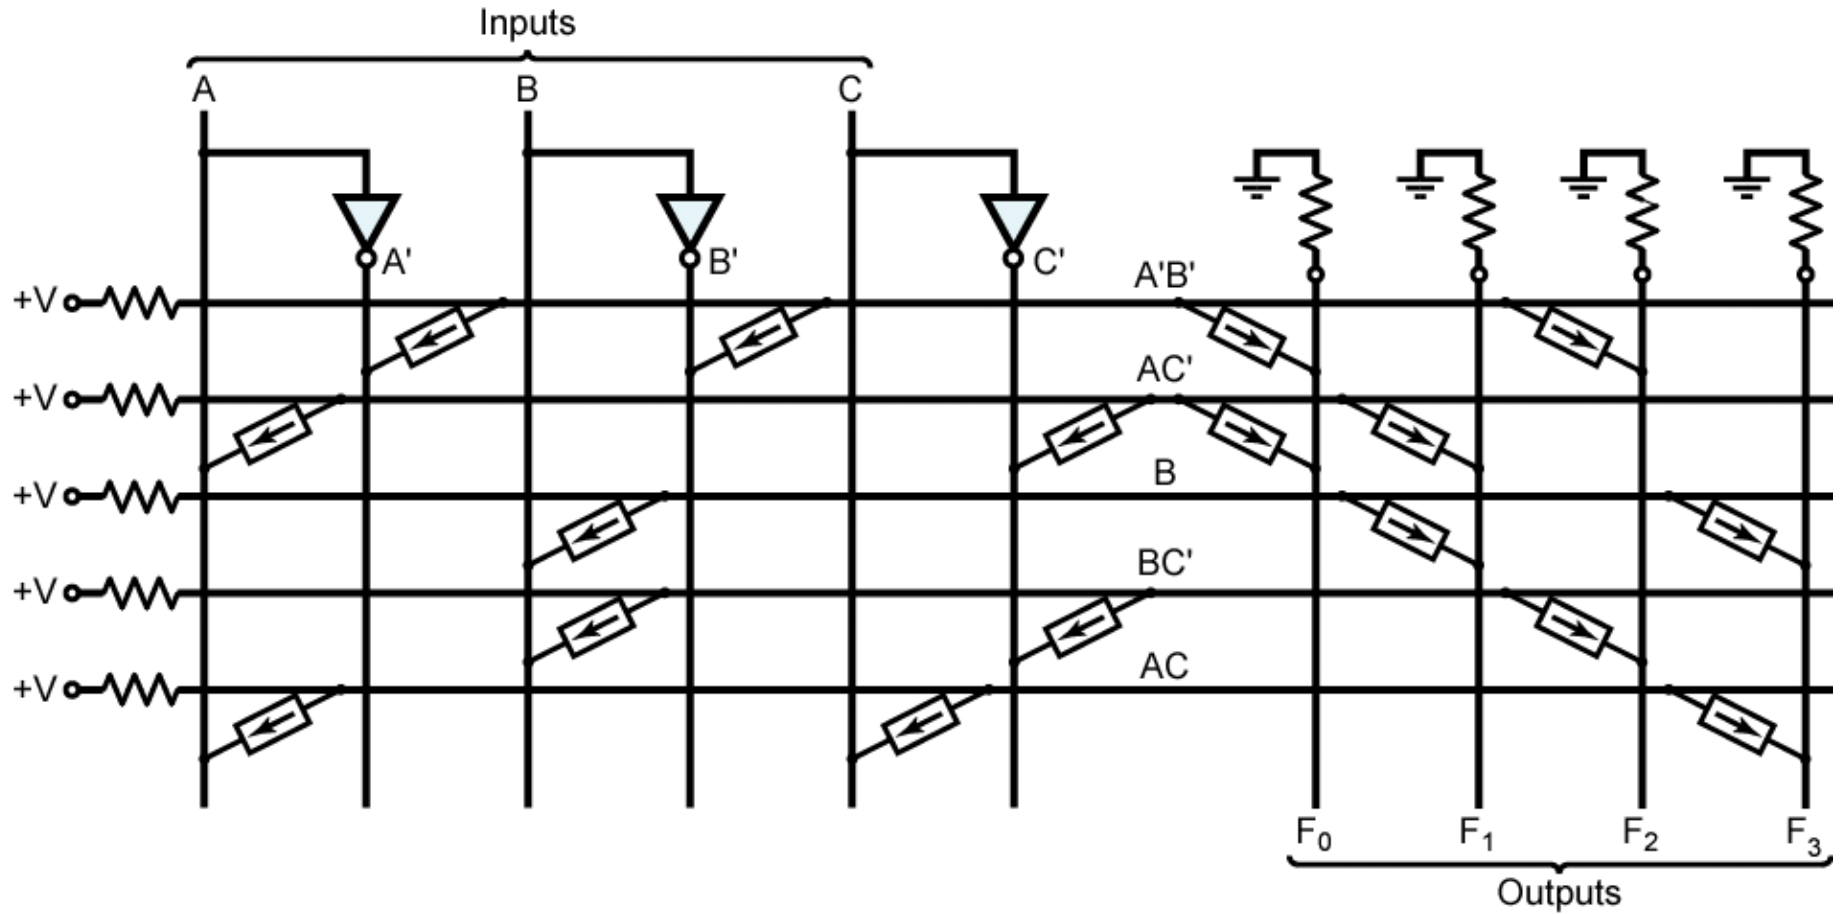 Inputs
A B C
A' B' C'
+V A'B'
+V AC'
+V B
+V BC'
+V AC
F0 F1 F2 F3
Outputs